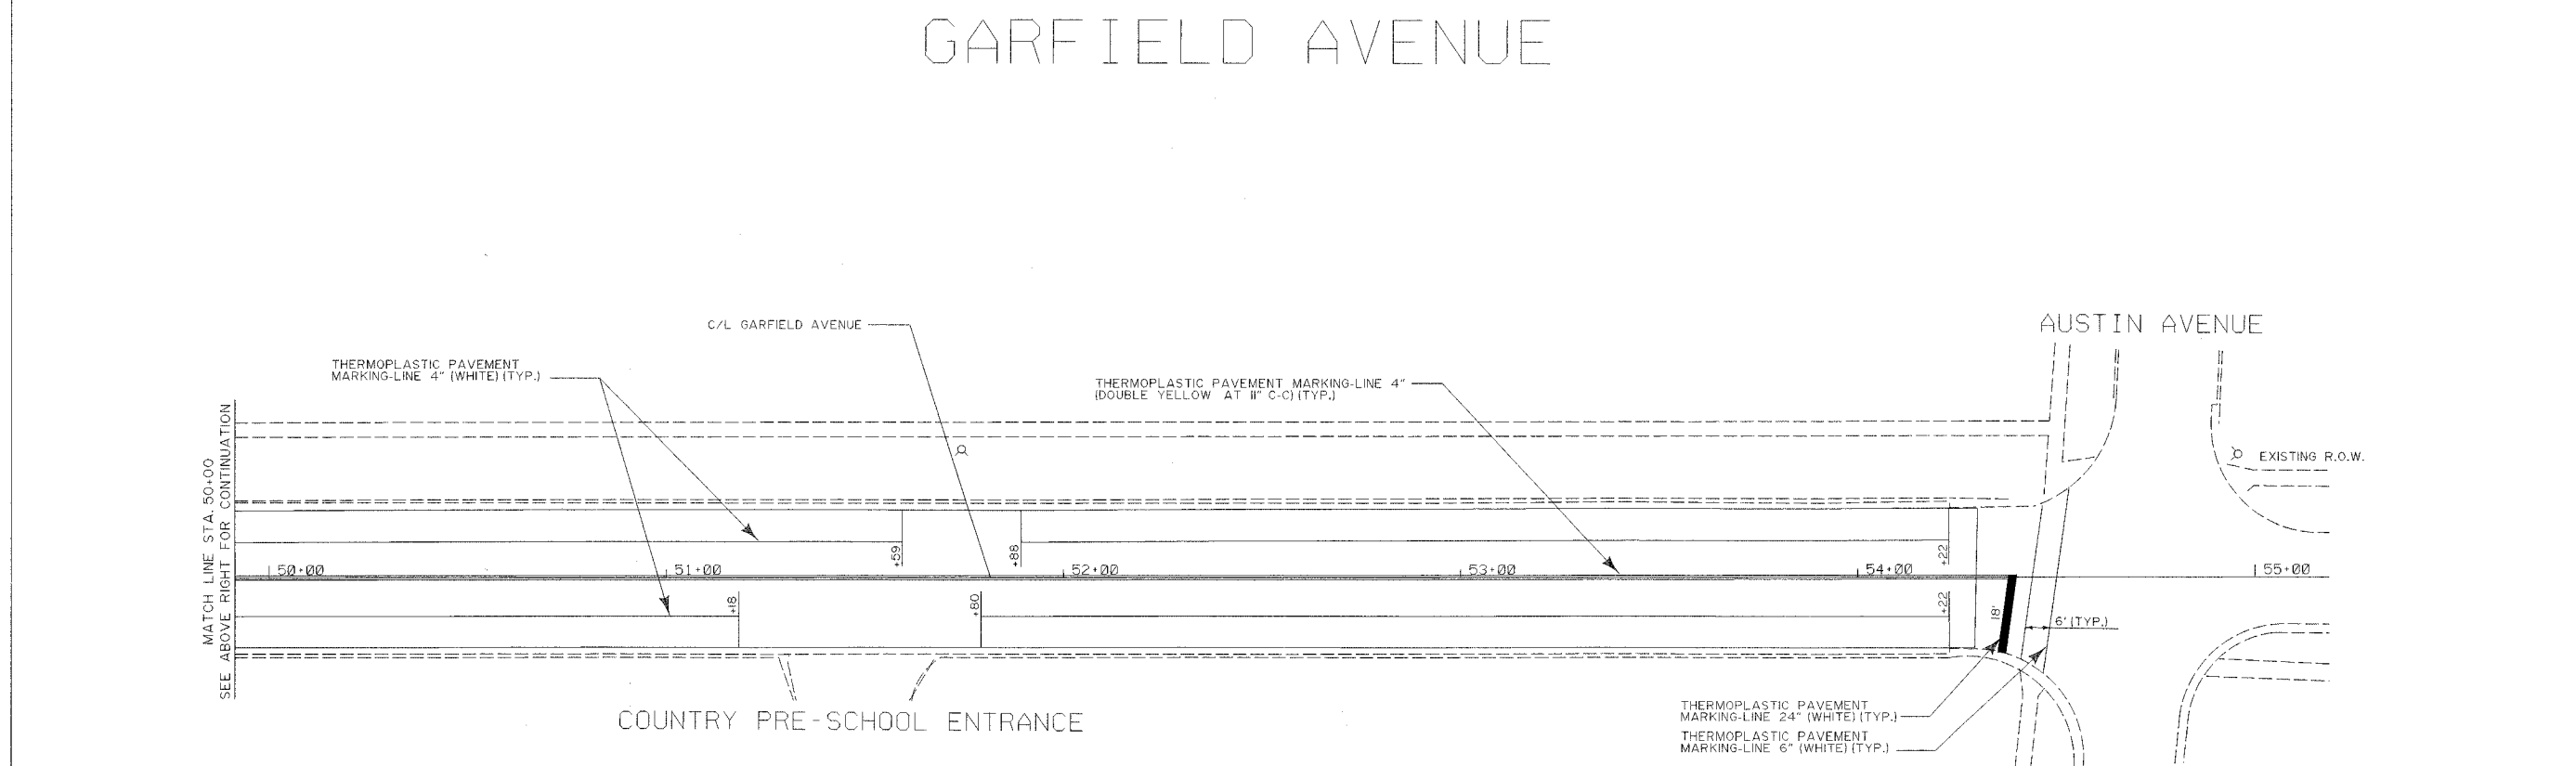 GARFIELD AVENUE
C/L GARFIELD AVENUE
AUSTIN AVENUE
THERMOPLASTIC PAVEMENT
MARKING-LINE 4" (WHITE) (TYP.)
THERMOPLASTIC PAVEMENT MARKING-LINE 4"
(DOUBLE YELLOW AT 11" C-C) (TYP.)
MATCH LINE STA. 50+00
SEE ABOVE RIGHT FOR CONTINUATION
EXISTING R.O.W.
+59
+88
+22
50+00
51+00
52+00
53+00
54+00
55+00
+18
+80
+22
18'
6' (TYP.)
COUNTRY PRE-SCHOOL ENTRANCE
THERMOPLASTIC PAVEMENT
MARKING-LINE 24" (WHITE) (TYP.)
THERMOPLASTIC PAVEMENT
MARKING-LINE 6" (WHITE) (TYP.)